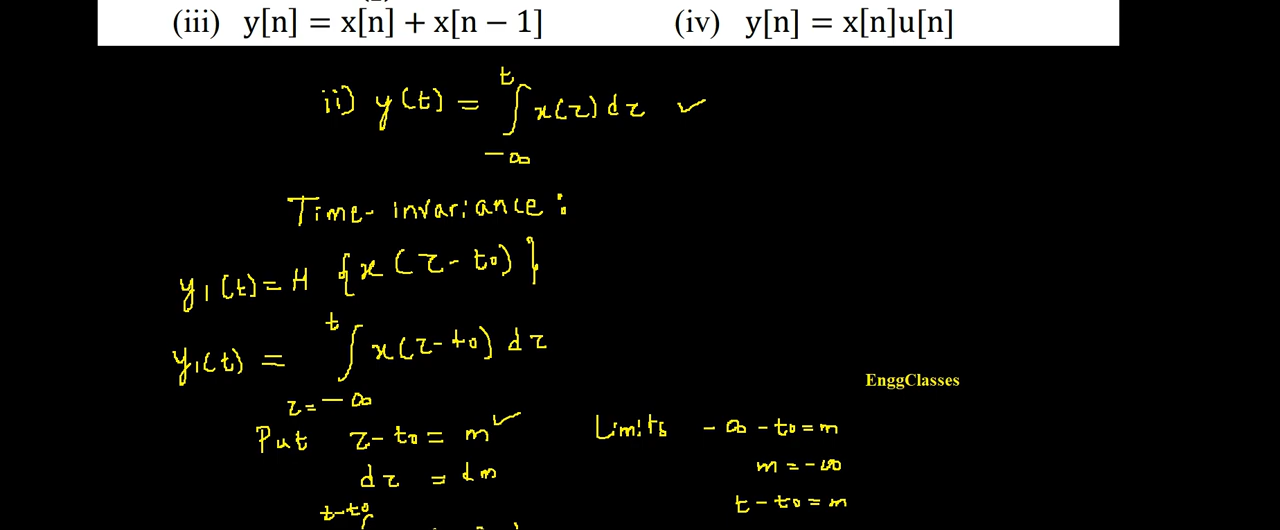 (iii) y[n] = x[n] + x[n − 1] (iv) y[n] = x[n]u[n]
ii) y(t) = ∫_{-∞}^{t} x(τ) dτ ✓
Time-invariance:
y₁(t) = H {x(τ - t₀)}
y₁(t) = ∫_{τ=-∞}^{t} x(τ - t₀) dτ
EnggClasses
Put τ - t₀ = m ✓ Limits -∞ - t₀ = m
dτ = dm m = -∞
t-t₀ t - t₀ = m